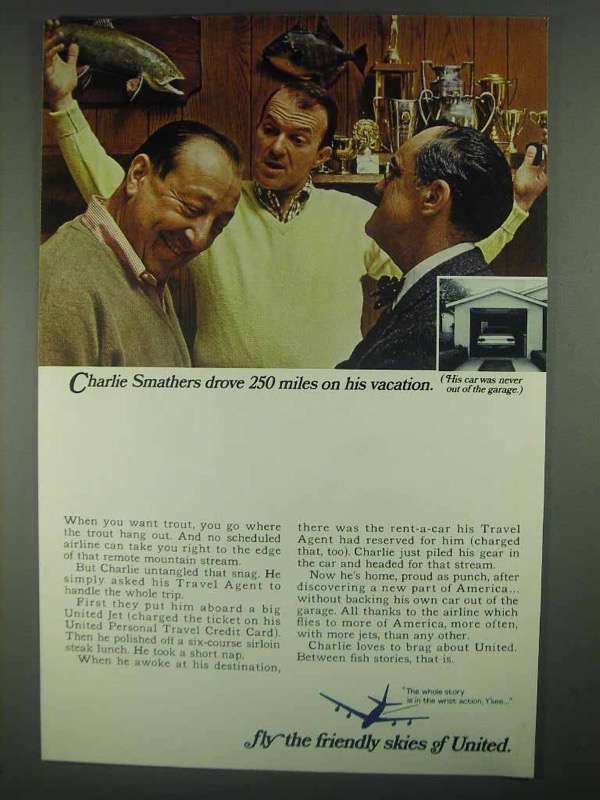 Charlie Smathers drove 250 miles on his vacation.
(His car was never
out of the garage.)
When you want trout, you go where
the trout hang out. And no scheduled
airline can take you right to the edge
of that remote mountain stream.
But Charlie untangled that snag. He
simply asked his Travel Agent to
handle the whole trip.
First they put him aboard a big
United Jet (charged the ticket on his
United Personal Travel Credit Card).
Then he polished off a six-course sirloin
steak lunch. He took a short nap.
When he awoke at his destination,
there was the rent-a-car his Travel
Agent had reserved for him (charged
that, too). Charlie just piled his gear in
the car and headed for that stream.
Now he's home, proud as punch, after
discovering a new part of America...
without backing his own car out of the
garage. All thanks to the airline which
flies to more of America, more often,
with more jets, than any other.
Charlie loves to brag about United.
Between fish stories, that is.
"The whole story
is in the wrist action, Y'see..."
fly the friendly skies of United.